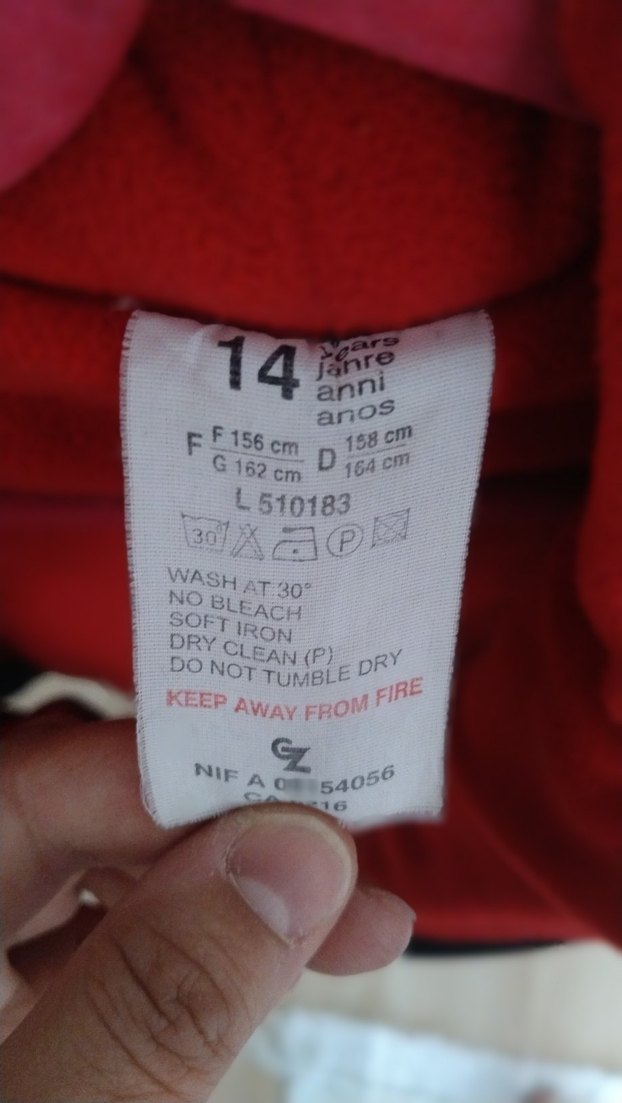 14 years
Jahre
anni
anos
F F 156 cm D 158 cm
G 162 cm 164 cm
L 510183
30 P
WASH AT 30°
NO BLEACH
SOFT IRON
DRY CLEAN (P)
DO NOT TUMBLE DRY
KEEP AWAY FROM FIRE
GZ
NIF A 54056